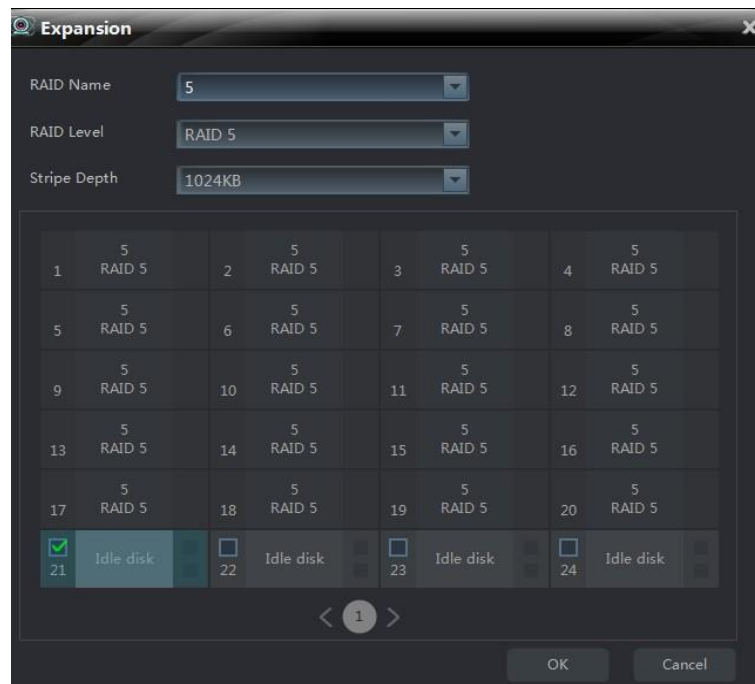 Expansion
RAID Name 5
RAID Level RAID 5
Stripe Depth 1024KB
1 5 RAID 5 2 5 RAID 5 3 5 RAID 5 4 5 RAID 5
5 5 RAID 5 6 5 RAID 5 7 5 RAID 5 8 5 RAID 5
9 5 RAID 5 10 5 RAID 5 11 5 RAID 5 12 5 RAID 5
13 5 RAID 5 14 5 RAID 5 15 5 RAID 5 16 5 RAID 5
17 5 RAID 5 18 5 RAID 5 19 5 RAID 5 20 5 RAID 5
21 Idle disk 22 Idle disk 23 Idle disk 24 Idle disk
< 1 >
OK Cancel